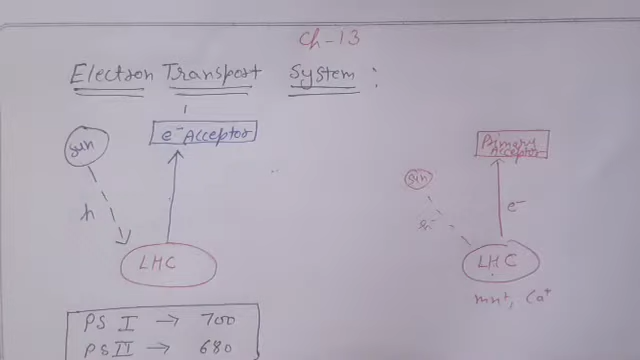 Ch-13
Electron Transport System :
e⁻ Acceptor
Sun
Primary
Acceptor
Sun
h
e⁻
LHC
LHC
mn⁺, Ca⁺
PS I → 700
PS II → 680